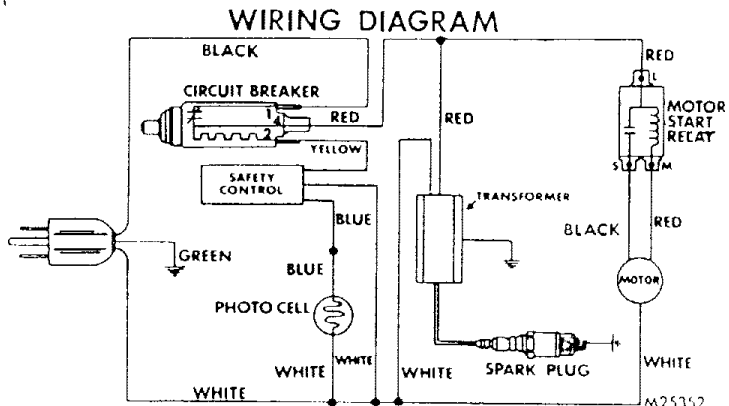 WIRING DIAGRAM
BLACK
RED
L
CIRCUIT BREAKER
1
4
2
RED
RED
MOTOR
START
RELAY
YELLOW
S
M
SAFETY
CONTROL
TRANSFORMER
BLUE
BLACK
RED
GREEN
BLUE
MOTOR
PHOTO CELL
WHITE
WHITE
WHITE
SPARK PLUG
WHITE
WHITE
M25352